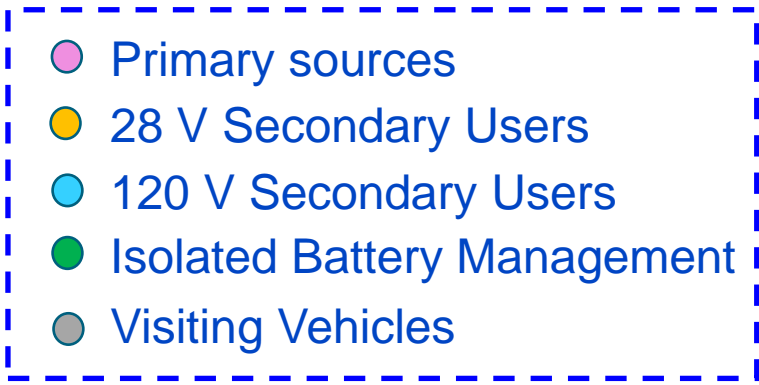 Primary sources
28 V Secondary Users
120 V Secondary Users
Isolated Battery Management
Visiting Vehicles